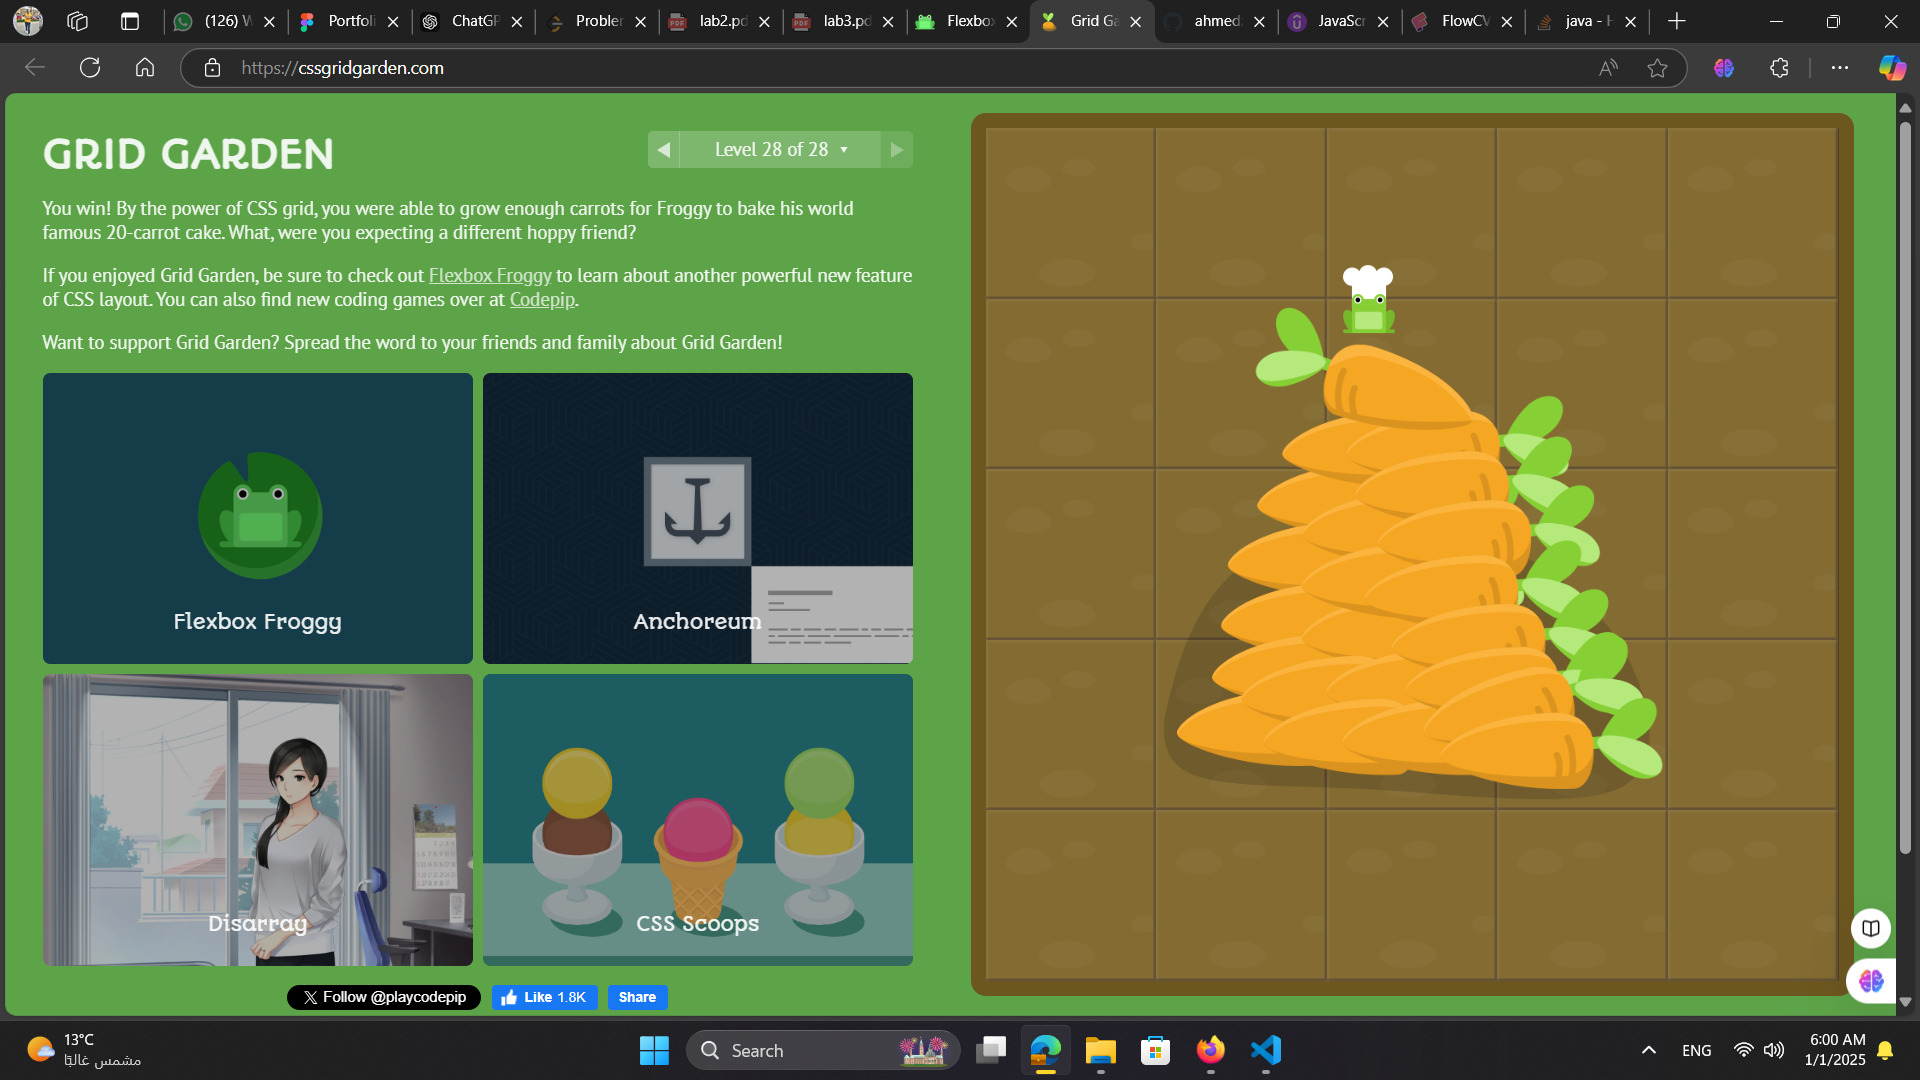 (126) W
Portfoli
ChatGP
Probler
lab2.pd
lab3.pd
Flexbo
Grid Ga
ahmed.
JavaScr
FlowCV
java - H
https://cssgridgarden.com
GRID GARDEN
Level 28 of 28
You win! By the power of CSS grid, you were able to grow enough carrots for Froggy to bake his world
famous 20-carrot cake. What, were you expecting a different hoppy friend?
If you enjoyed Grid Garden, be sure to check out Flexbox Froggy to learn about another powerful new feature
of CSS layout. You can also find new coding games over at Codepip.
Want to support Grid Garden? Spread the word to your friends and family about Grid Garden!
Flexbox Froggy
Anchoreum
Disarray
CSS Scoops
Follow @playcodepip
Like 1.8K
Share
13°C
مشمس غالبًا
Search
ENG
6:00 AM
1/1/2025